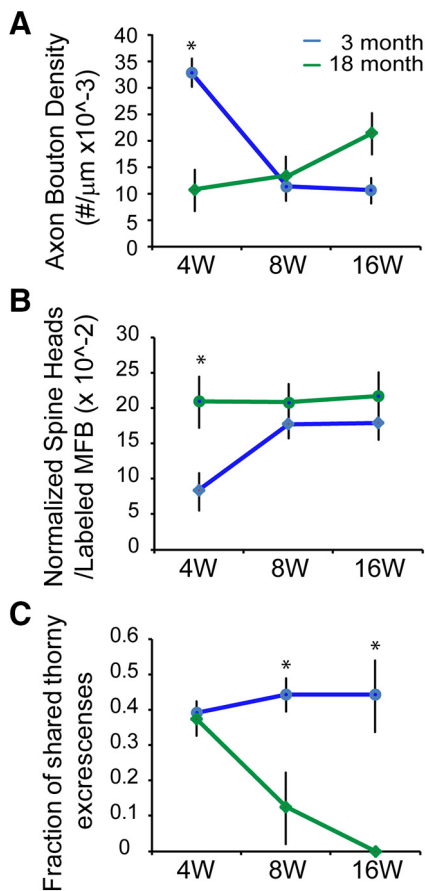 A
Axon Bouton Density
(#/µm x10^-3)
40
35
30
25
20
15
10
5
0
*
3 month
18 month
4W 8W 16W
B
Normalized Spine Heads
/Labeled MFB (x 10^-2)
30
25
20
15
10
5
0
*
4W 8W 16W
C
Fraction of shared thorny
excrescenses
0.6
0.5
0.4
0.3
0.2
0.1
0
*
*
4W 8W 16W